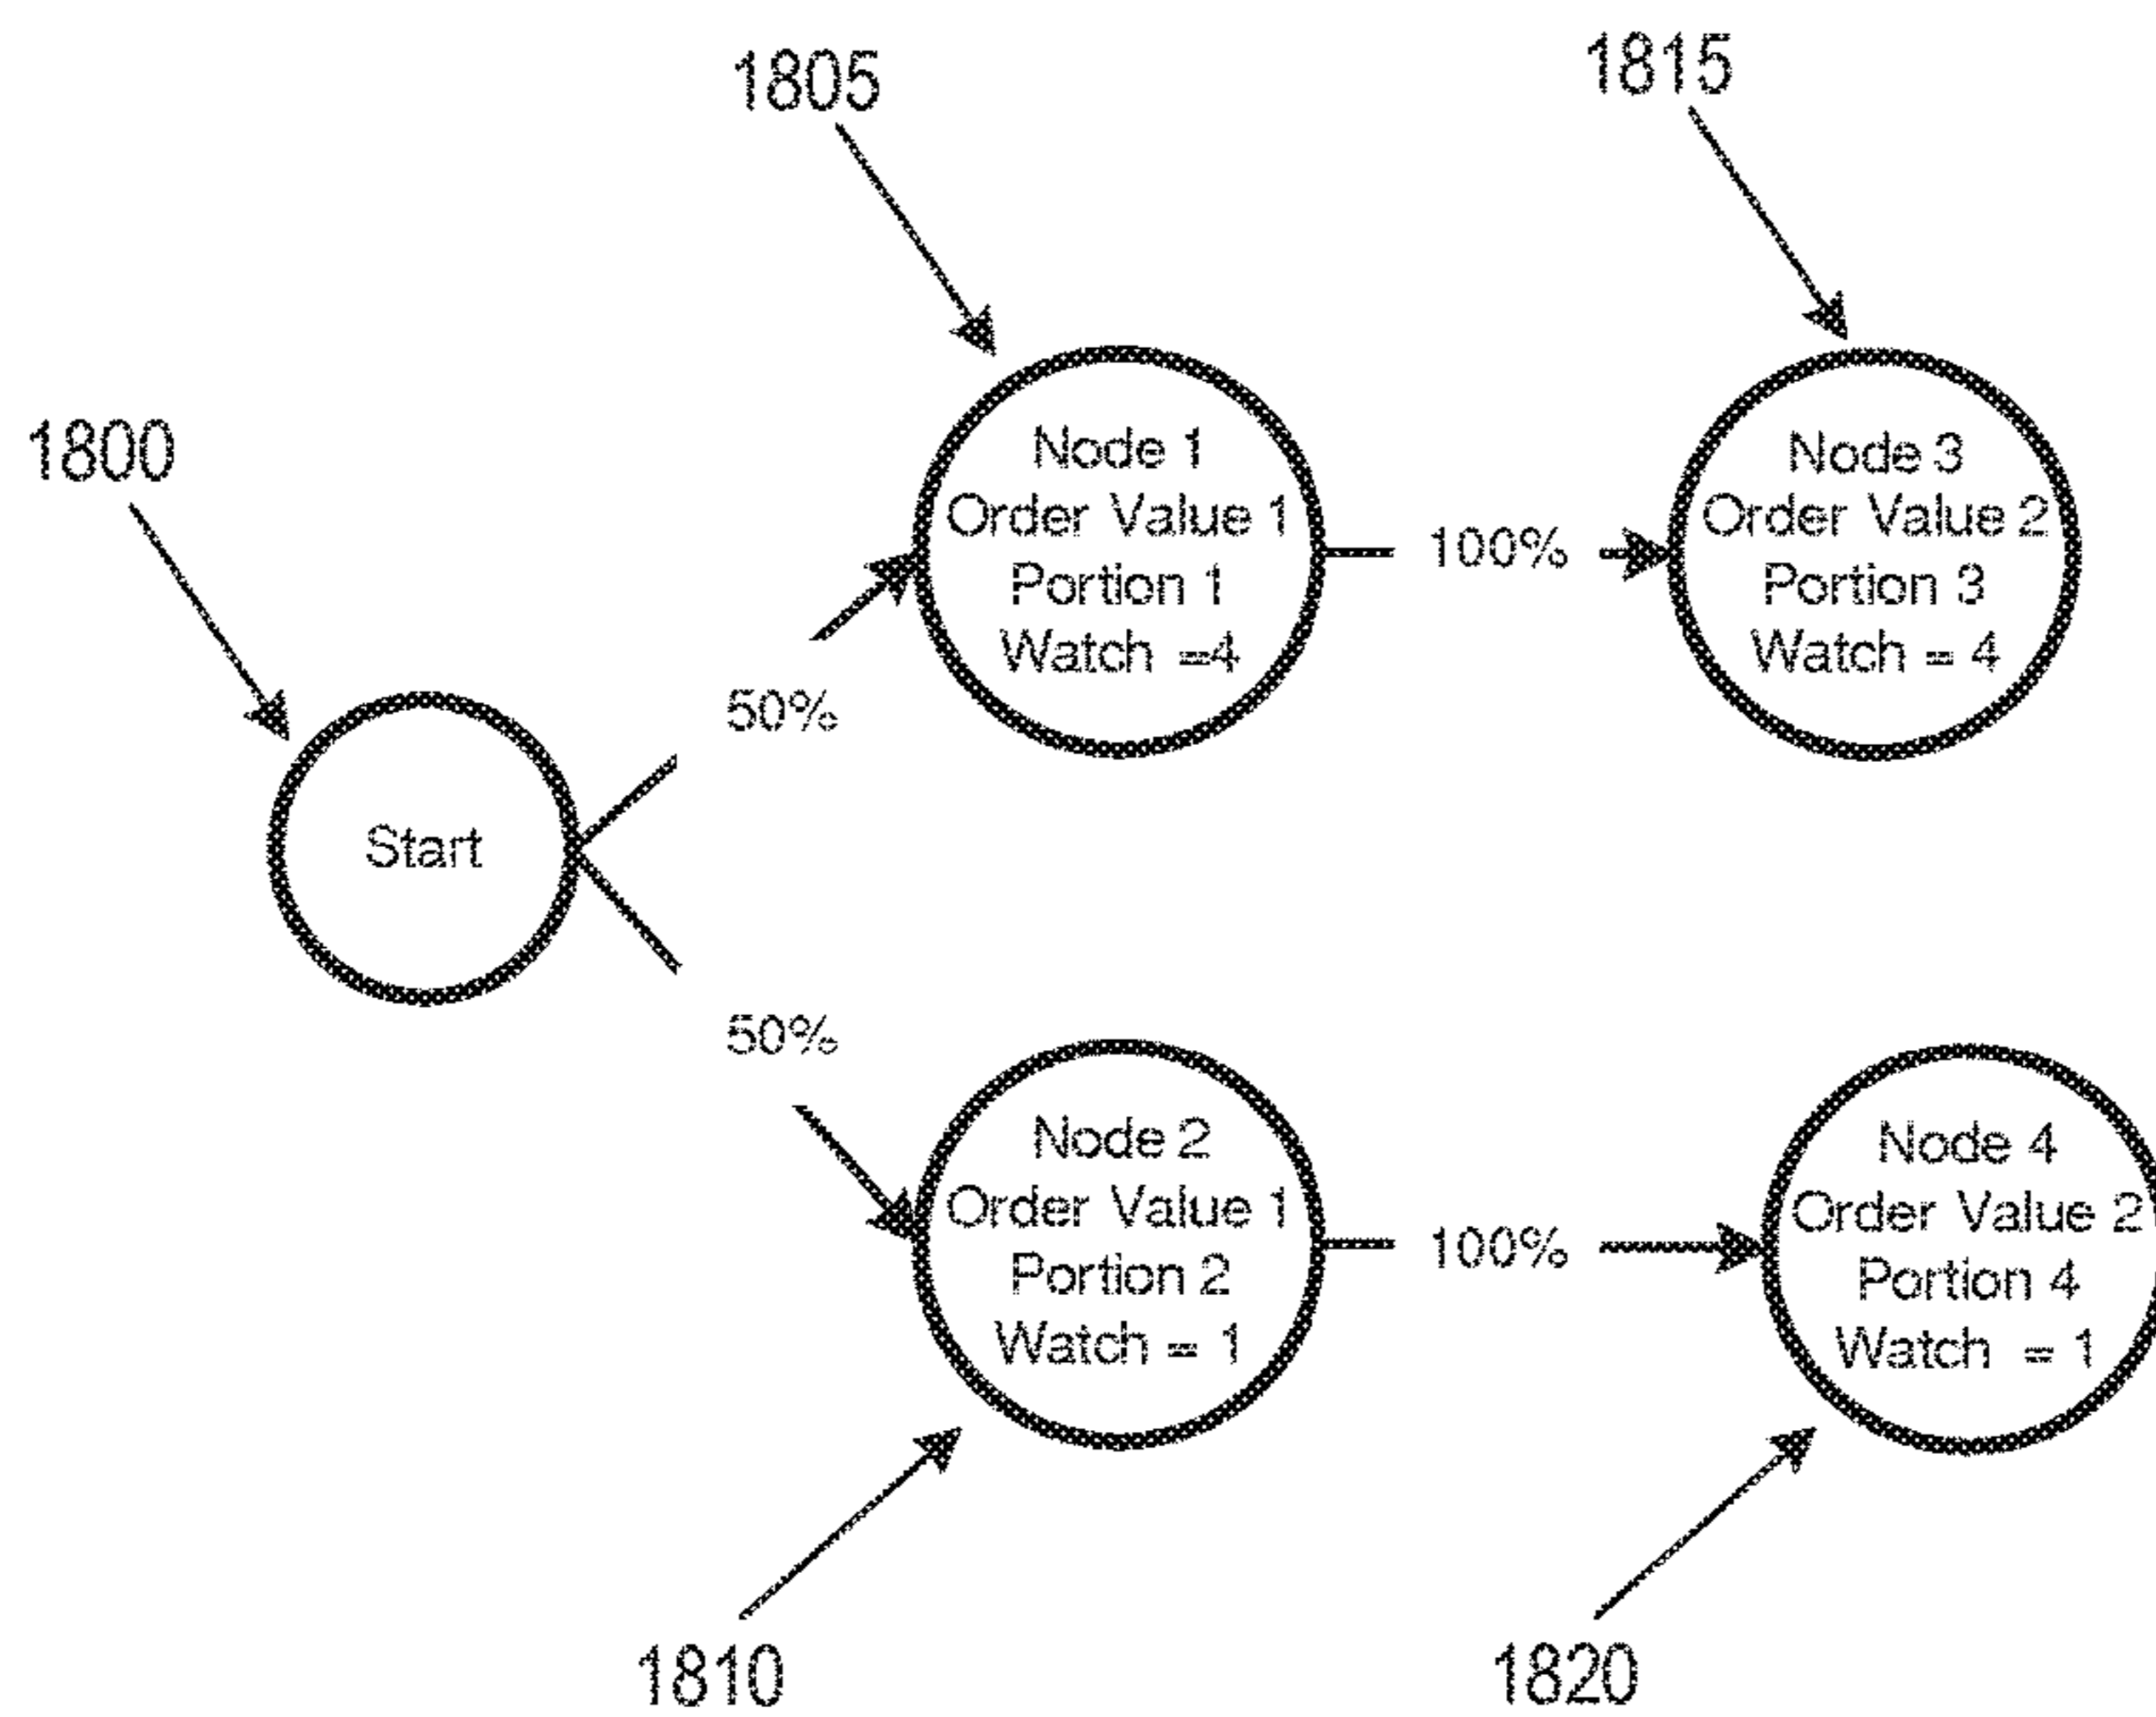 1805
1815
1800
Node 1
Order Value 1
Portion 1
Watch =4
100%
Node 3
Order Value 2
Portion 3
Watch = 4
50%
Start
50%
Node 2
Order Value 1
Portion 2
Watch = 1
100%
Node 4
Order Value 2
Portion 4
Watch = 1
1810
1820